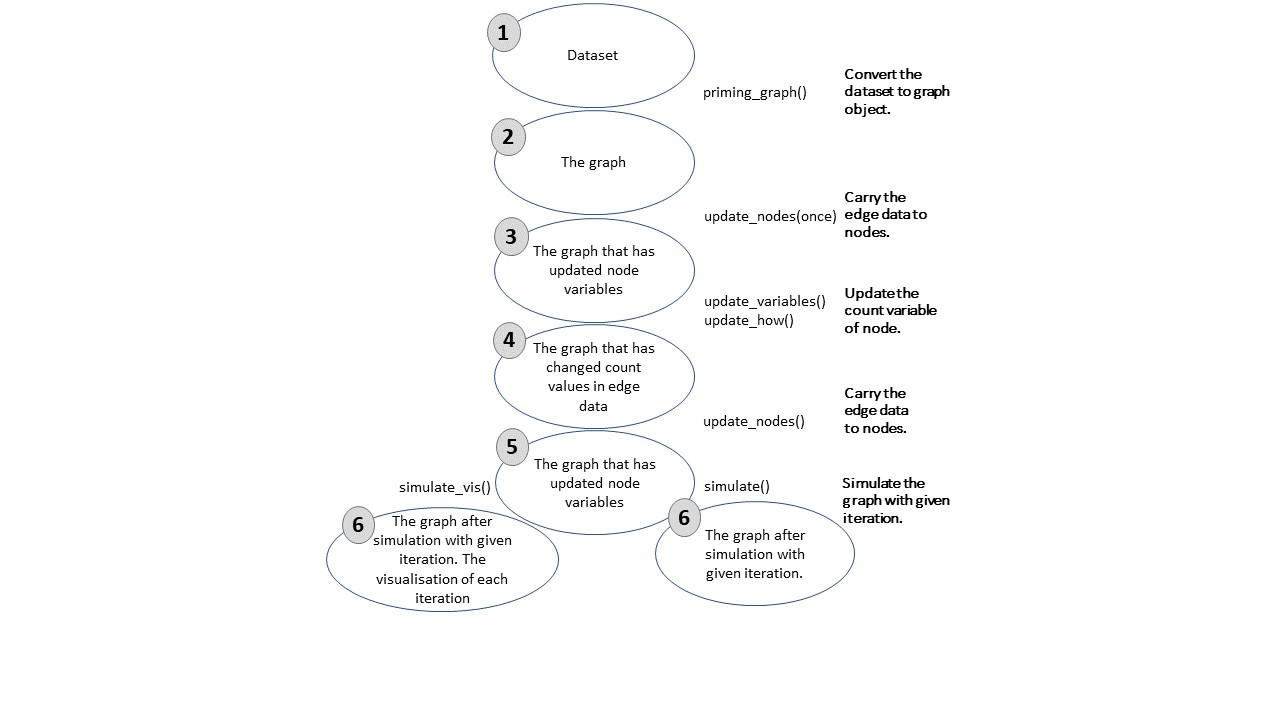 1
Dataset
priming_graph()
Convert the
dataset to graph
object.
2
The graph
update_nodes(once)
Carry the
edge data to
nodes.
3
The graph that has
updated node
variables
update_variables()
update_how()
Update the
count variable
of node.
4
The graph that has
changed count
values in edge
data
update_nodes()
Carry the
edge data
to nodes.
5
The graph that has
updated node
variables
simulate_vis()
simulate()
Simulate the
graph with given
iteration.
6
The graph after
simulation with given
iteration. The
visualisation of each
iteration
6
The graph after
simulation with
given iteration.